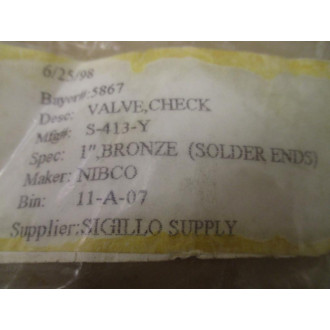 6/25/98
Buyer#:5867
Desc: VALVE,CHECK
Mfg#: S-413-Y
Spec: 1",BRONZE (SOLDER ENDS)
Maker: NIBCO
Bin: 11-A-07
Supplier:SIGILLO SUPPLY